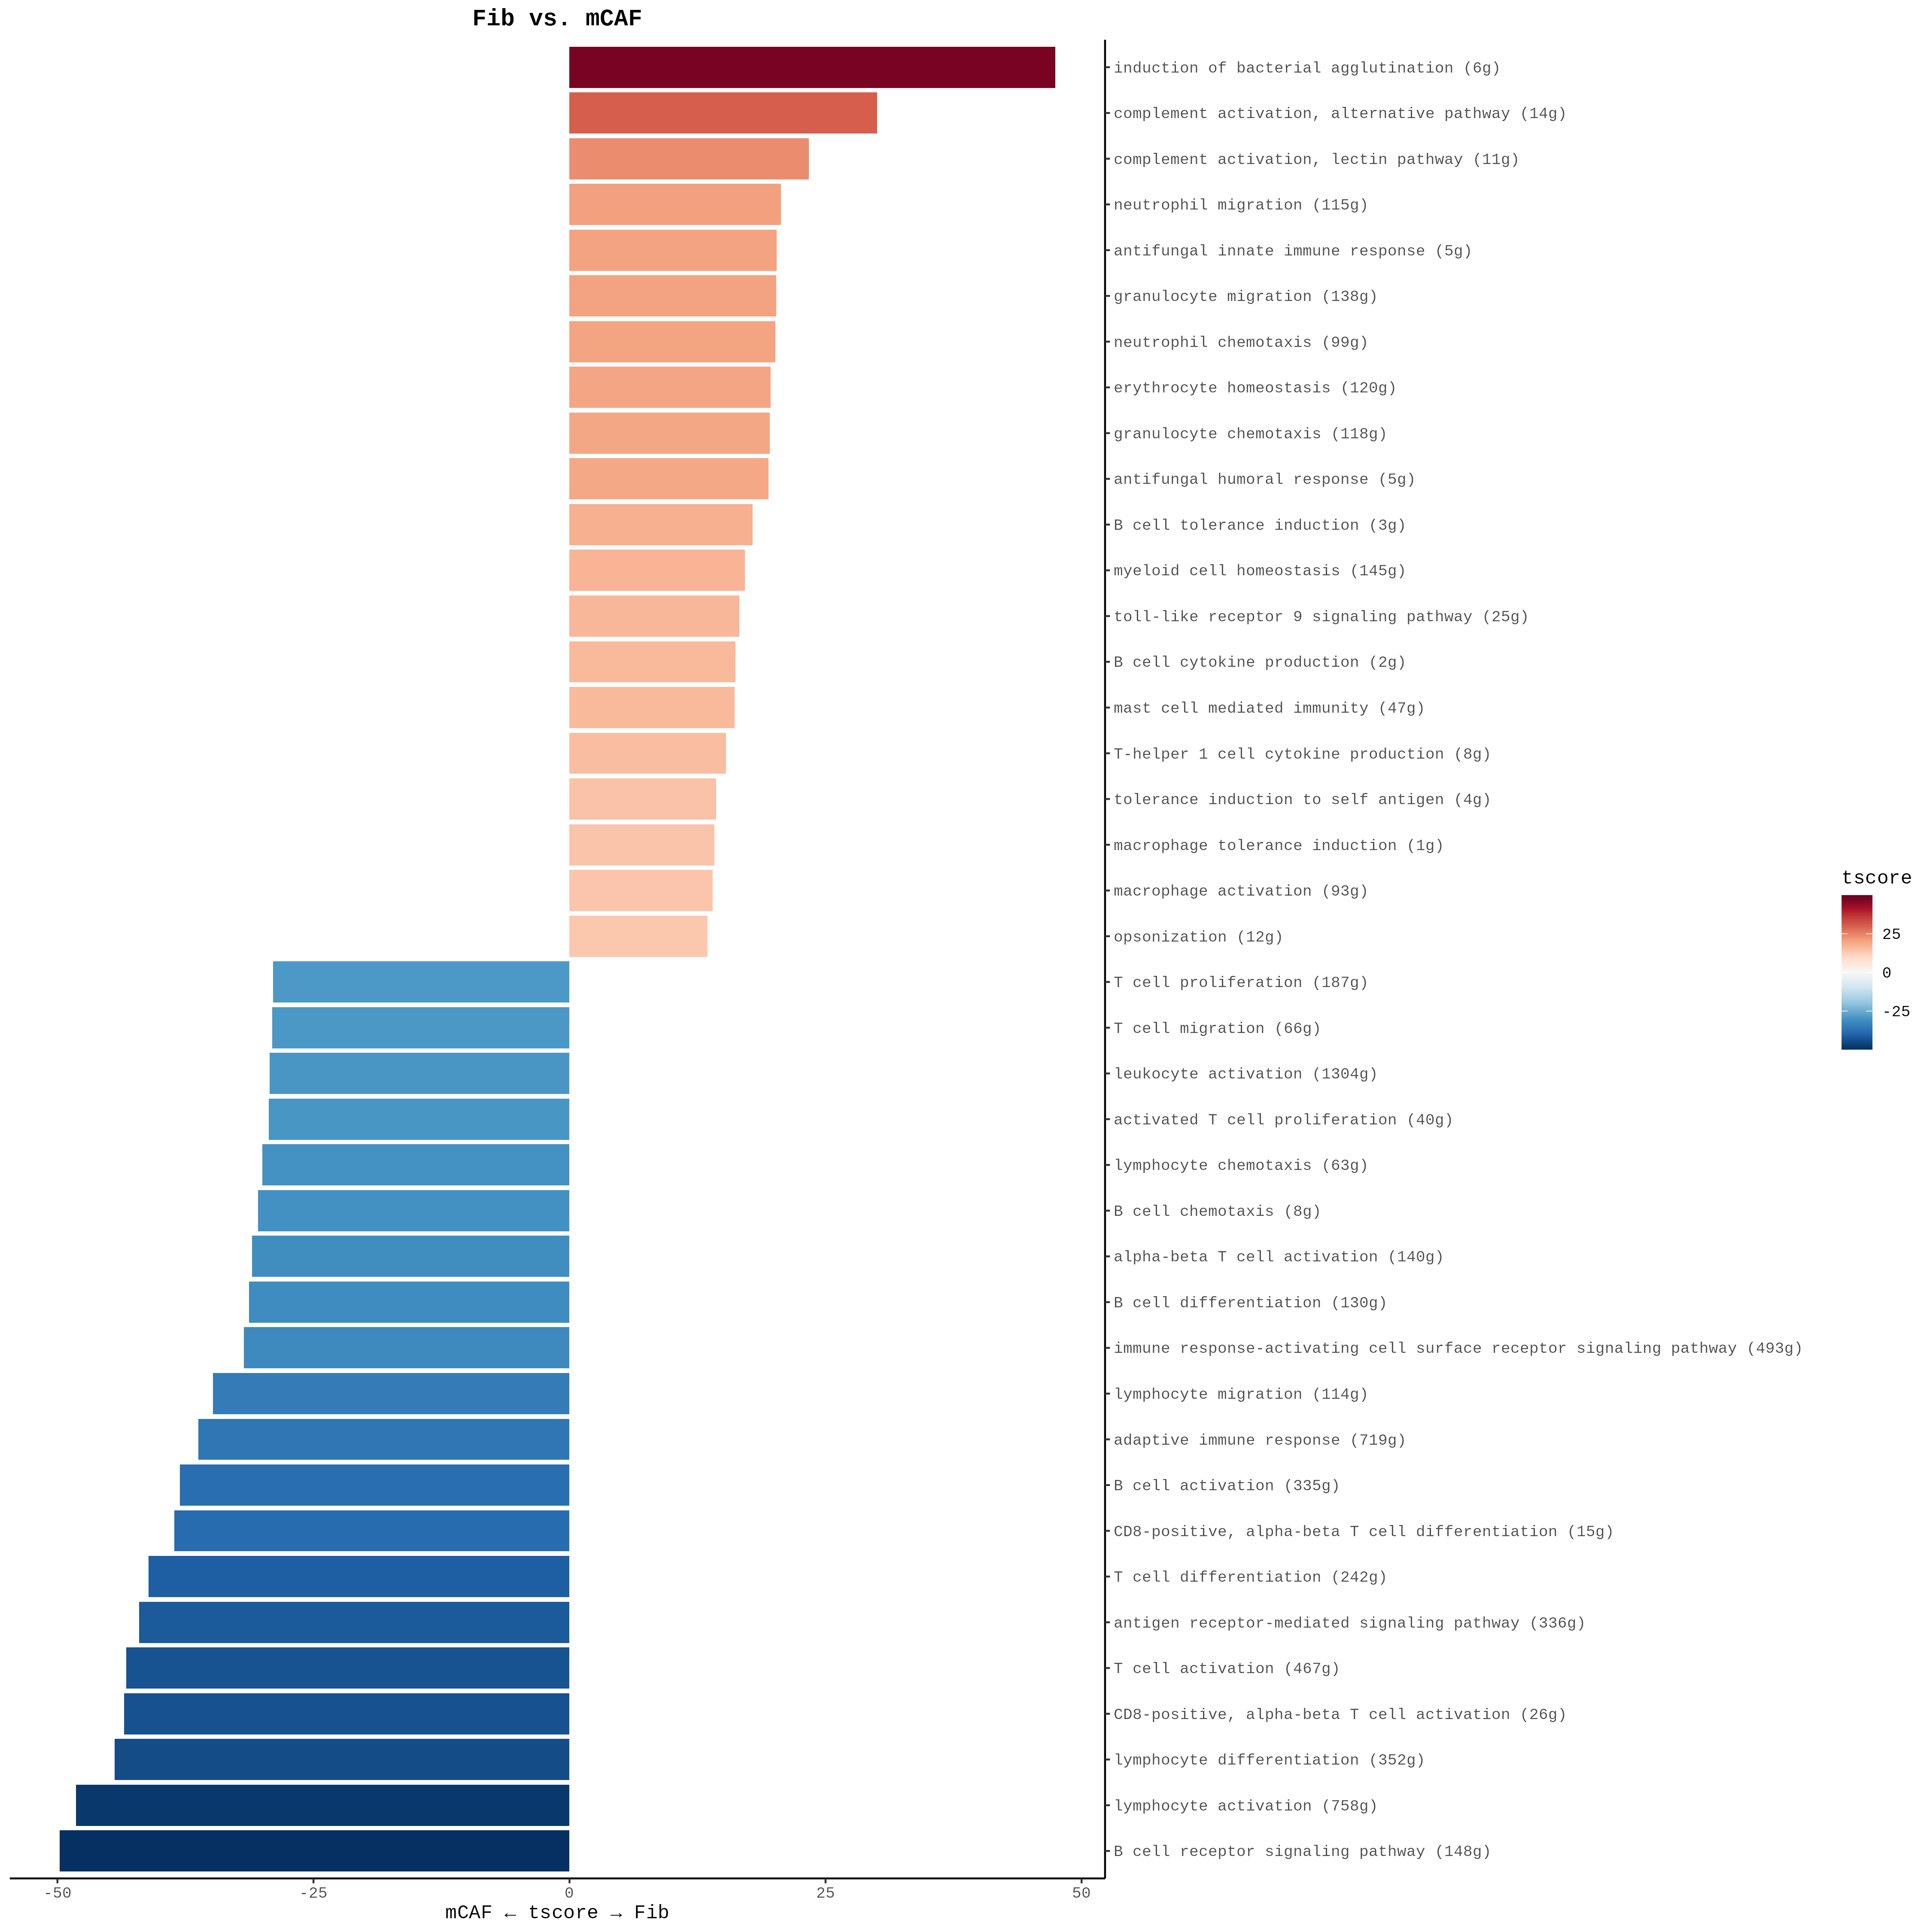 Fib vs. mCAF
induction of bacterial agglutination (6g)
complement activation, alternative pathway (14g)
complement activation, lectin pathway (11g)
neutrophil migration (115g)
antifungal innate immune response (5g)
granulocyte migration (138g)
neutrophil chemotaxis (99g)
erythrocyte homeostasis (120g)
granulocyte chemotaxis (118g)
antifungal humoral response (5g)
B cell tolerance induction (3g)
myeloid cell homeostasis (145g)
toll-like receptor 9 signaling pathway (25g)
B cell cytokine production (2g)
mast cell mediated immunity (47g)
T-helper 1 cell cytokine production (8g)
tolerance induction to self antigen (4g)
macrophage tolerance induction (1g)
macrophage activation (93g)
opsonization (12g)
T cell proliferation (187g)
T cell migration (66g)
leukocyte activation (1304g)
activated T cell proliferation (40g)
lymphocyte chemotaxis (63g)
B cell chemotaxis (8g)
alpha-beta T cell activation (140g)
B cell differentiation (130g)
immune response-activating cell surface receptor signaling pathway (493g)
lymphocyte migration (114g)
adaptive immune response (719g)
B cell activation (335g)
CD8-positive, alpha-beta T cell differentiation (15g)
T cell differentiation (242g)
antigen receptor-mediated signaling pathway (336g)
T cell activation (467g)
CD8-positive, alpha-beta T cell activation (26g)
lymphocyte differentiation (352g)
lymphocyte activation (758g)
B cell receptor signaling pathway (148g)
-50 -25 0 25 50
mCAF ← tscore → Fib
tscore
25
0
-25